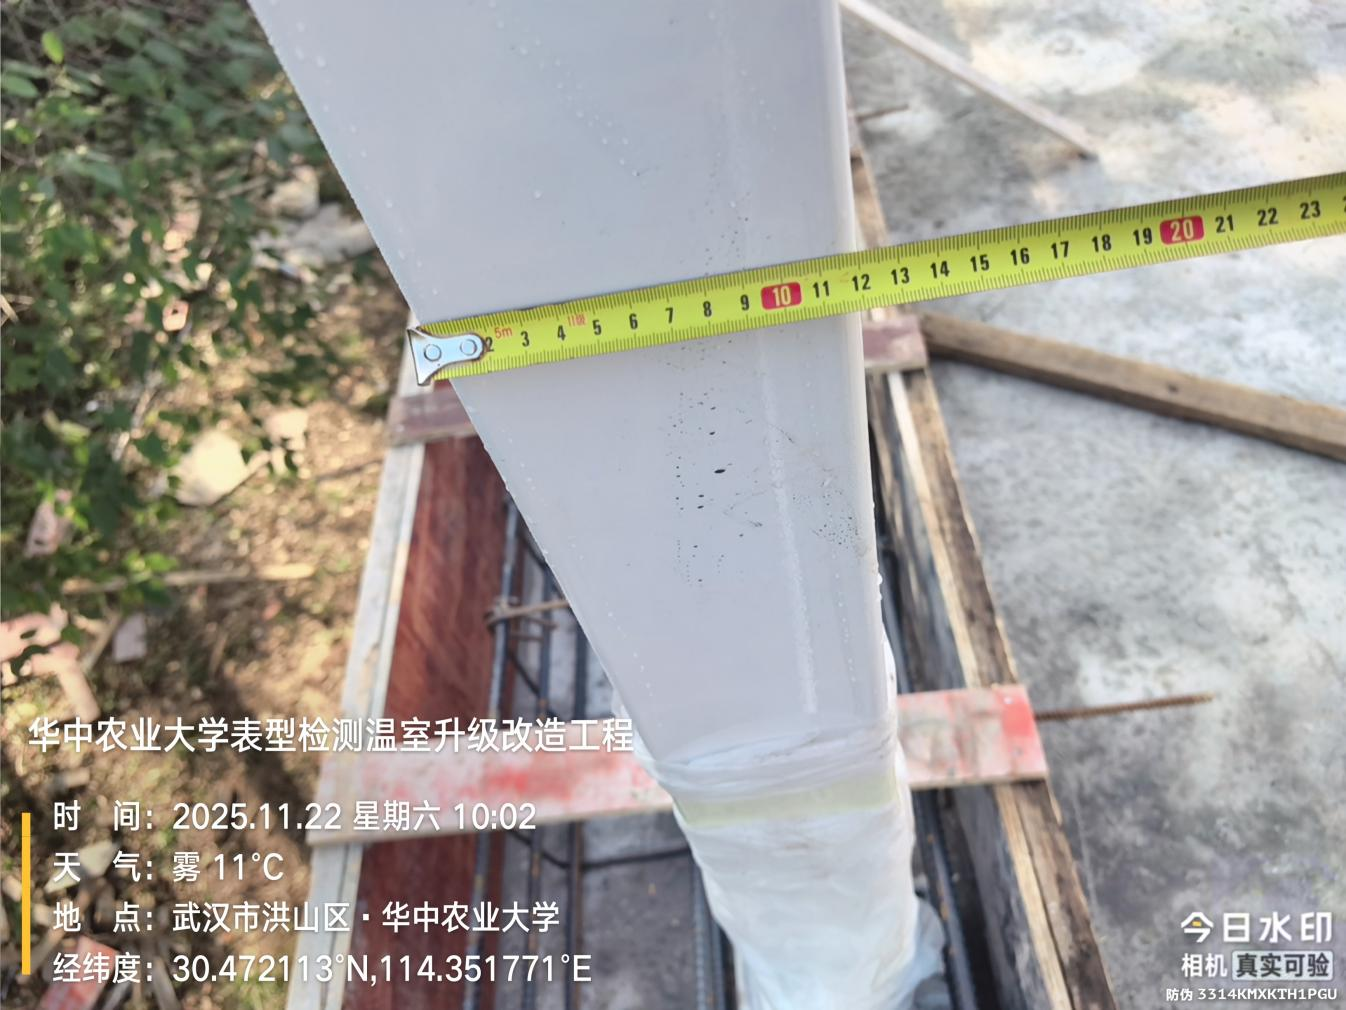 2 5m 3 4 11级 5 6 7 8 9 10 11 12 13 14 15 16 17 18 19 20 21 22 23
华中农业大学表型检测温室升级改造工程
时 间：2025.11.22 星期六 10:02
天 气：雾 11°C
地 点：武汉市洪山区·华中农业大学
经纬度：30.472113°N,114.351771°E
今日水印
相机 真实可验
防伪 3314KMXKTH1PGU